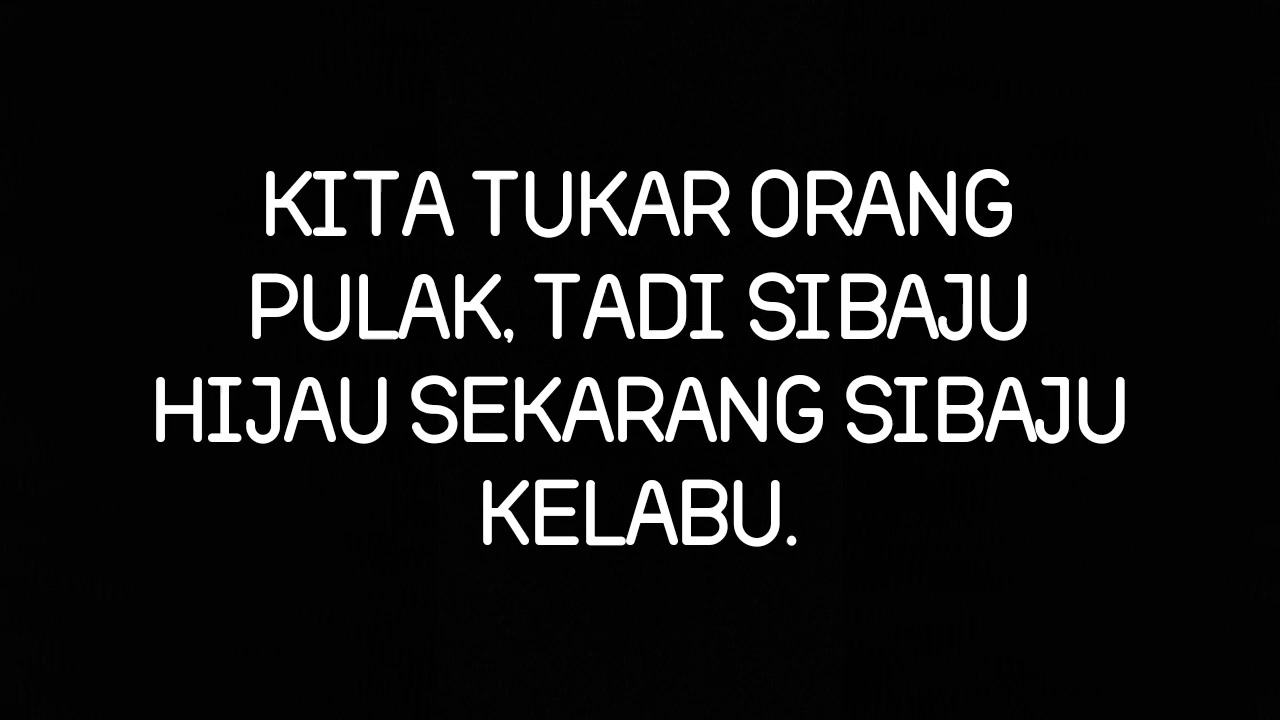 KITA TUKAR ORANG
PULAK, TADI SIBAJU
HIJAU SEKARANG SIBAJU
KELABU.